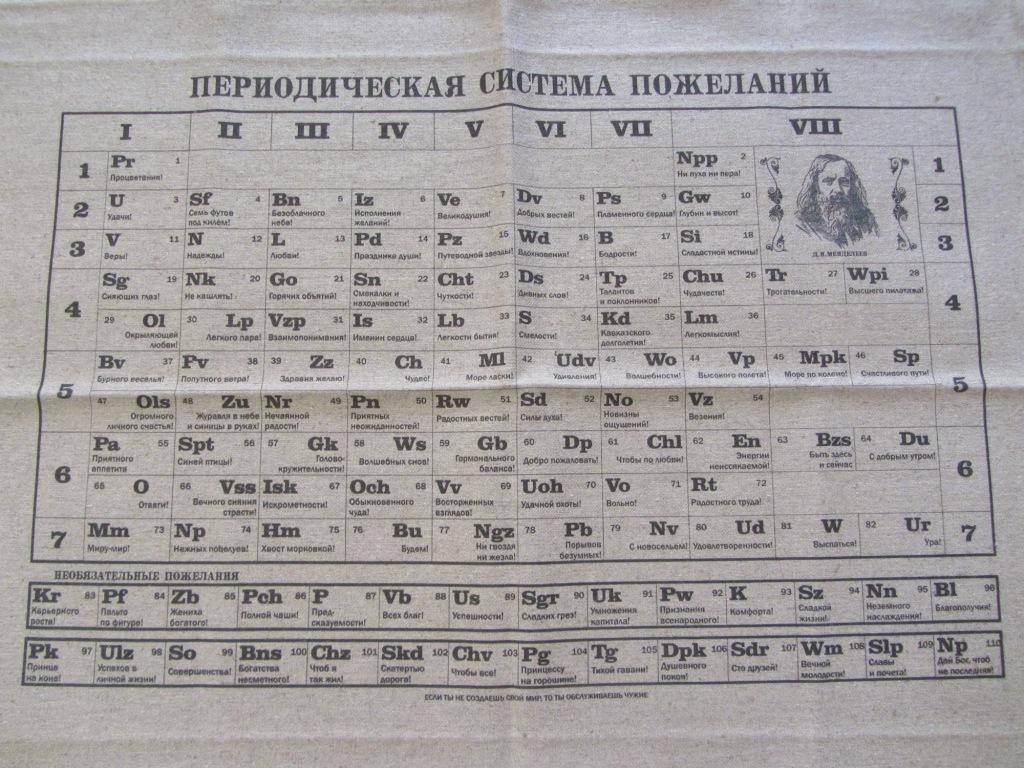 ПЕРИОДИЧЕСКАЯ СИСТЕМА ПОЖЕЛАНИЙ
I II III IV V VI VII VIII
1 Pr 1 Npp 2 1
Процветания! Ни пуха ни пера!
2 U 3 Sf 4 Bn 5 Iz 6 Ve 7 Dv 8 Ps 9 Gw 10 2
Удачи! Семь футов под килем! Безоблачного неба! Исполнения желаний! Великодушия! Добрых вестей! Пламенного сердца! Глубин и высот!
3 V 11 N 12 L 13 Pd 14 Pz 15 Wd 16 B 17 Si 18 3
Веры! Надежды! Любви! Праздника души! Путеводной звезды! Вдохновения! Бодрости! Сладостной истины!
Д. И. МЕНДЕЛЕЕВ
4 Sg 19 Nk 20 Go 21 Sn 22 Cht 23 Ds 24 Tp 25 Chu 26 Tr 27 Wpi 28 4
Сияющих глаз! Не кашлять! Горячих объятий! Смекалки и находчивости! Чуткости! Дивных слов! Талантов и поклонников! Чудачеств! Трогательности! Высшего пилотажа!
29 Ol 30 Lp Vzp 31 Is 32 Lb 33 S 34 Kd 35 Lm 36
Окрыляющей любви! Легкого пара! Взаимопонимания! Именин сердца! Легкости бытия! Смелости! Кавказского долголетия! Легкомыслия!
5 Bv 37 Pv 38 39 Zz 40 Ch 41 Ml 42 Udv 43 Wo 44 Vp 45 Mpk 46 Sp 5
Бурного веселья! Попутного ветра! Здравия желаю! Чудес! Море ласки! Удивления! Волшебности! Высокого полета! Море по колено! Счастливого пути!
47 Ols 48 Zu Nr 49 Pn 50 Rw 51 Sd 52 No 53 Vz 54
Огромного личного счастья! Журавля в небе и синицы в руках! Нечаянной радости! Приятных неожиданностей! Радостных вестей! Силы духа! Новизны ощущений! Везения!
6 Pa 55 Spt 56 57 Gk 58 Ws 59 Gb 60 Dp 61 Chl 62 En 63 Bzs 64 Du 6
Приятного аппетита Синей птицы! Голово-кружительности! Волшебных снов! Гормонального баланса! Добро пожаловать! Чтобы по любви! Энергии неиссякаемой! Быть здесь и сейчас С добрым утром!
65 O 66 Vss Isk 67 Och 68 Vv 69 Uoh 70 Vo 71 Rt 72
Отваги! Вечного сияния страсти! Искрометности! Обыкновенного чуда! Восторженных взглядов! Удачной охоты! Вольно! Радостного труда!
7 Mm 73 Np 74 Hm 75 76 Bu 77 Ngz 78 Pb 79 Nv 80 Ud 81 W 82 Ur 7
Миру-мир! Нежных поцелуев! Хвост морковкой! Будем! Ни гвоздя ни жезла! Порывов безумных! С новосельем! Удовлетворенности! Выспаться! Ура!
НЕОБЯЗАТЕЛЬНЫЕ ПОЖЕЛАНИЯ
Kr 83 Pf 84 Zb 85 Pch 86 P 87 Vb 88 Us 89 Sgr 90 Uk 91 Pw 92 K 93 Sz 94 Nn 95 Bl 96
Карьерного роста! Пальто по фигуре! Жениха богатого! Полной чаши! Пред-сказуемости! Всех благ! Успешности! Сладких грез! Умножения капитала! Признания всенародного! Комфорта! Сладкой жизни! Неземного наслаждения! Благополучия!
Pk 97 Ulz 98 So 99 Bns 100 Chz 101 Skd 102 Chv 103 Pg 104 Tg 105 Dpk 106 Sdr 107 Wm 108 Slp 109 Np 110
Принца на коне! Успехов в личной жизни! Совершенства! Богатства несметного! Чтоб я так жил! Скатертью дорога! Чтобы все! Принцессу на горошине! Тихой гавани! Душевного покоя! Сто друзей! Вечной молодости! Славы и почета! Дай Бог, чтоб не последняя!
ЕСЛИ ТЫ НЕ СОЗДАЕШЬ СВОЙ МИР, ТО ТЫ ОБСЛУЖИВАЕШЬ ЧУЖИЕ